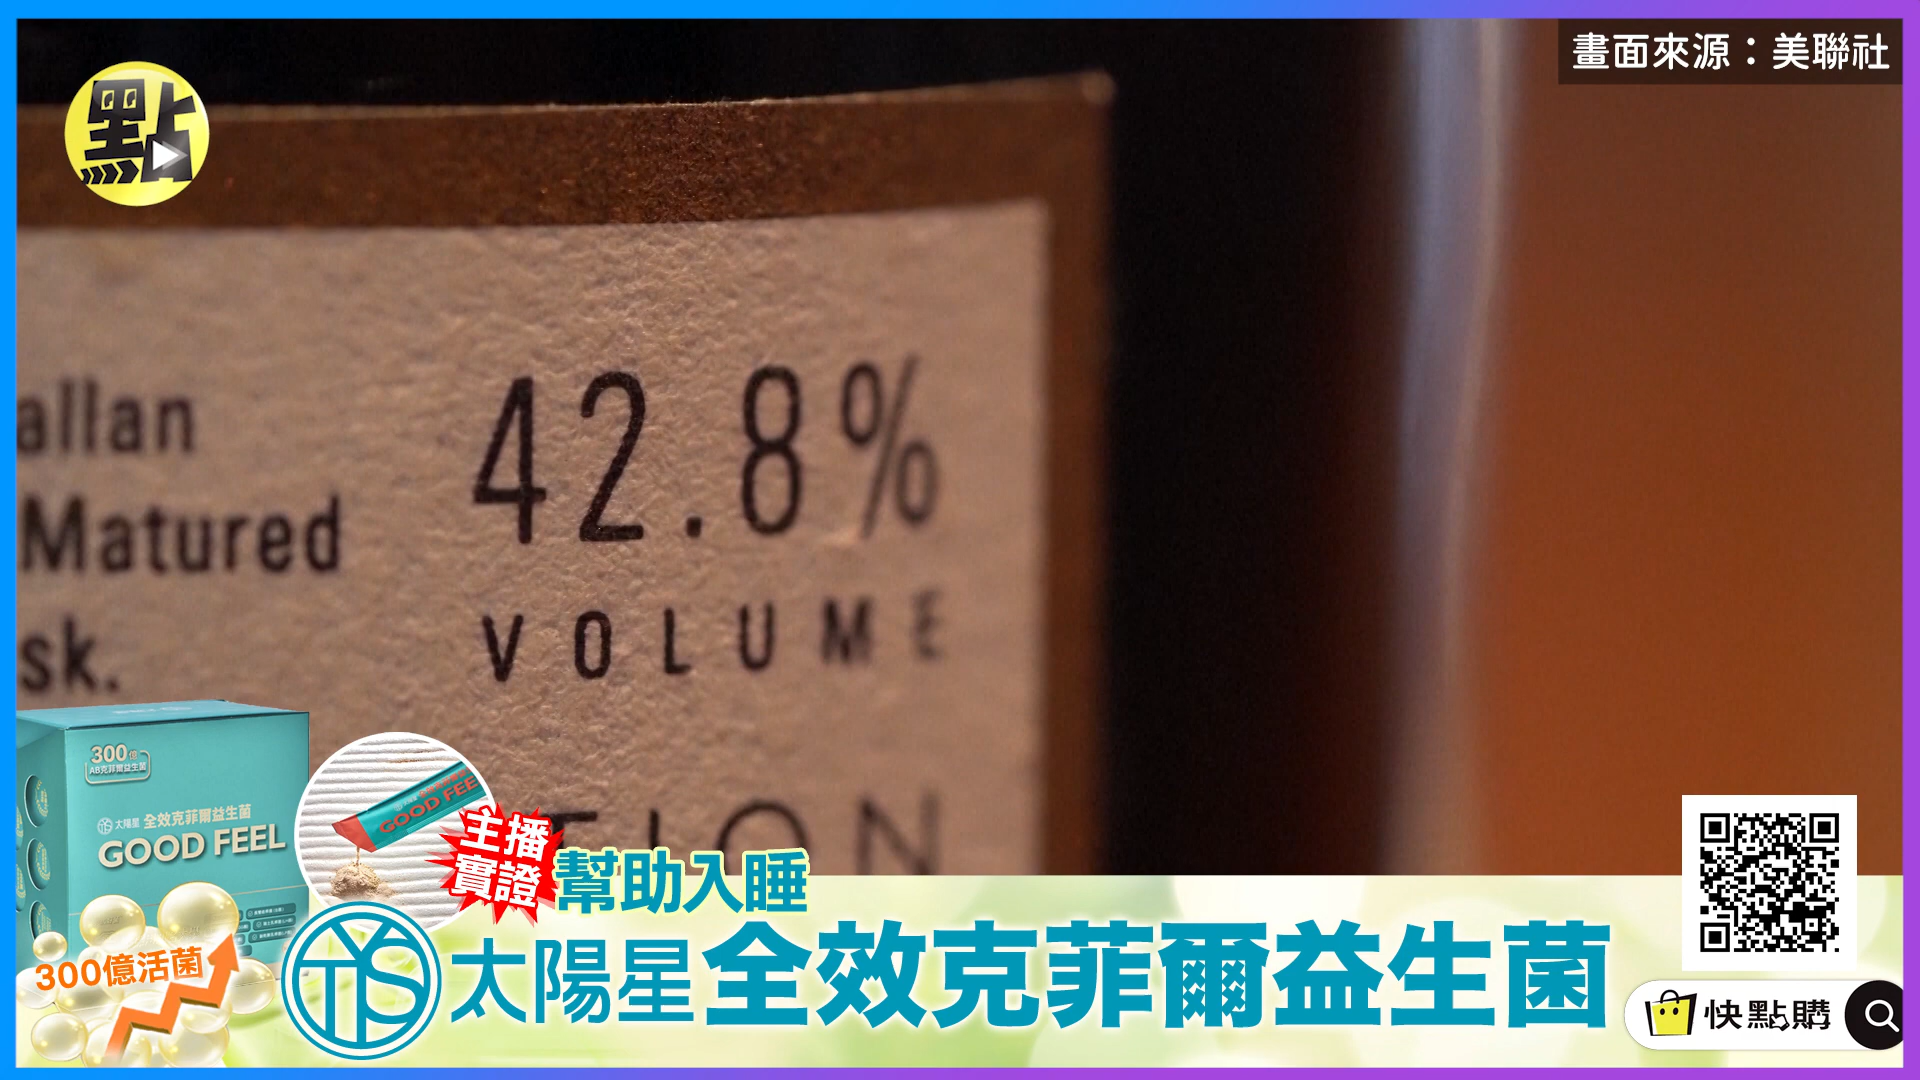 畫面來源：美聯社
點
allan
Matured
sk.
42.8%
VOLUME
300億
AB克菲爾益生菌
太陽星 全效克菲爾益生菌
GOOD FEEL
GOOD FEE
主播
實證
幫助入睡
300億活菌
TYS
太陽星 全效克菲爾益生菌
快點購